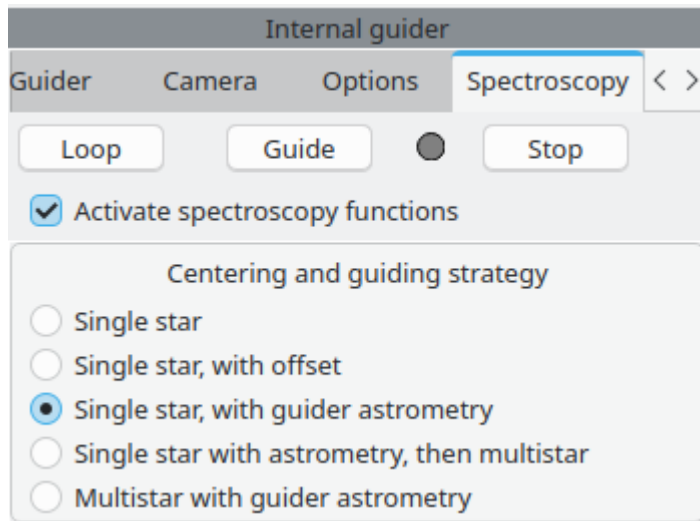 Internal guider
Guider Camera Options Spectroscopy < >
Loop Guide Stop
Activate spectroscopy functions
Centering and guiding strategy
Single star
Single star, with offset
Single star, with guider astrometry
Single star with astrometry, then multistar
Multistar with guider astrometry